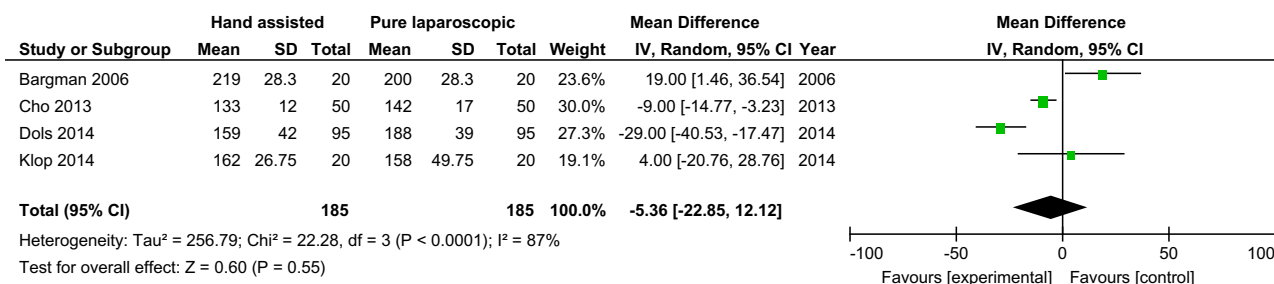 Hand assisted Pure laparoscopic Mean Difference Mean Difference
Study or Subgroup Mean SD Total Mean SD Total Weight IV, Random, 95% CI Year IV, Random, 95% CI
Bargman 2006 219 28.3 20 200 28.3 20 23.6% 19.00 [1.46, 36.54] 2006
Cho 2013 133 12 50 142 17 50 30.0% -9.00 [-14.77, -3.23] 2013
Dols 2014 159 42 95 188 39 95 27.3% -29.00 [-40.53, -17.47] 2014
Klop 2014 162 26.75 20 158 49.75 20 19.1% 4.00 [-20.76, 28.76] 2014
Total (95% CI) 185 185 100.0% -5.36 [-22.85, 12.12]
Heterogeneity: Tau² = 256.79; Chi² = 22.28, df = 3 (P < 0.0001); I² = 87%
Test for overall effect: Z = 0.60 (P = 0.55)
-100 -50 0 50 100
Favours [experimental] Favours [control]